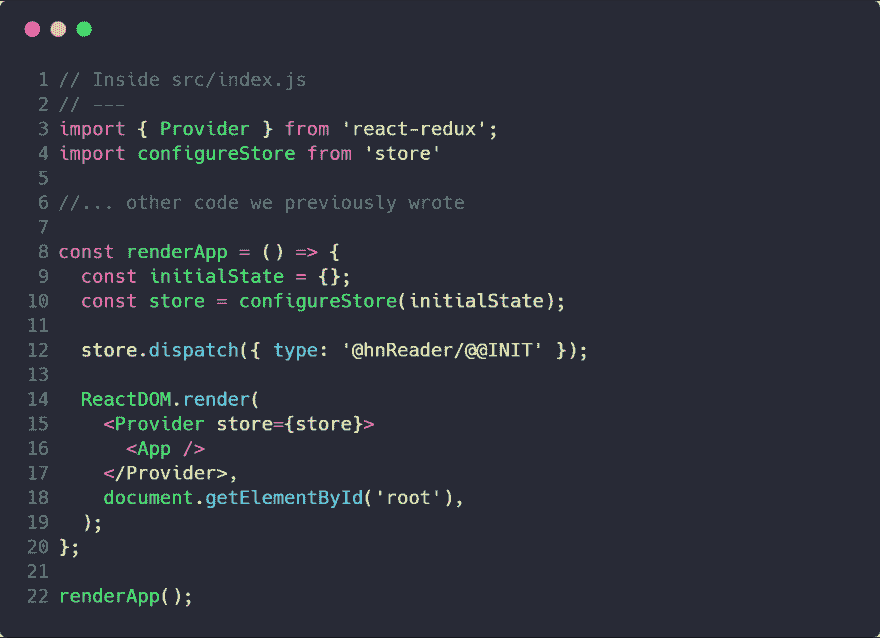 1 // Inside src/index.js
2 // ---
3 import { Provider } from 'react-redux';
4 import configureStore from 'store'
5
6 //... other code we previously wrote
7
8 const renderApp = () => {
9   const initialState = {};
10   const store = configureStore(initialState);
11
12   store.dispatch({ type: '@hnReader/@@INIT' });
13
14   ReactDOM.render(
15     <Provider store={store}>
16       <App />
17     </Provider>,
18     document.getElementById('root'),
19   );
20 };
21
22 renderApp();